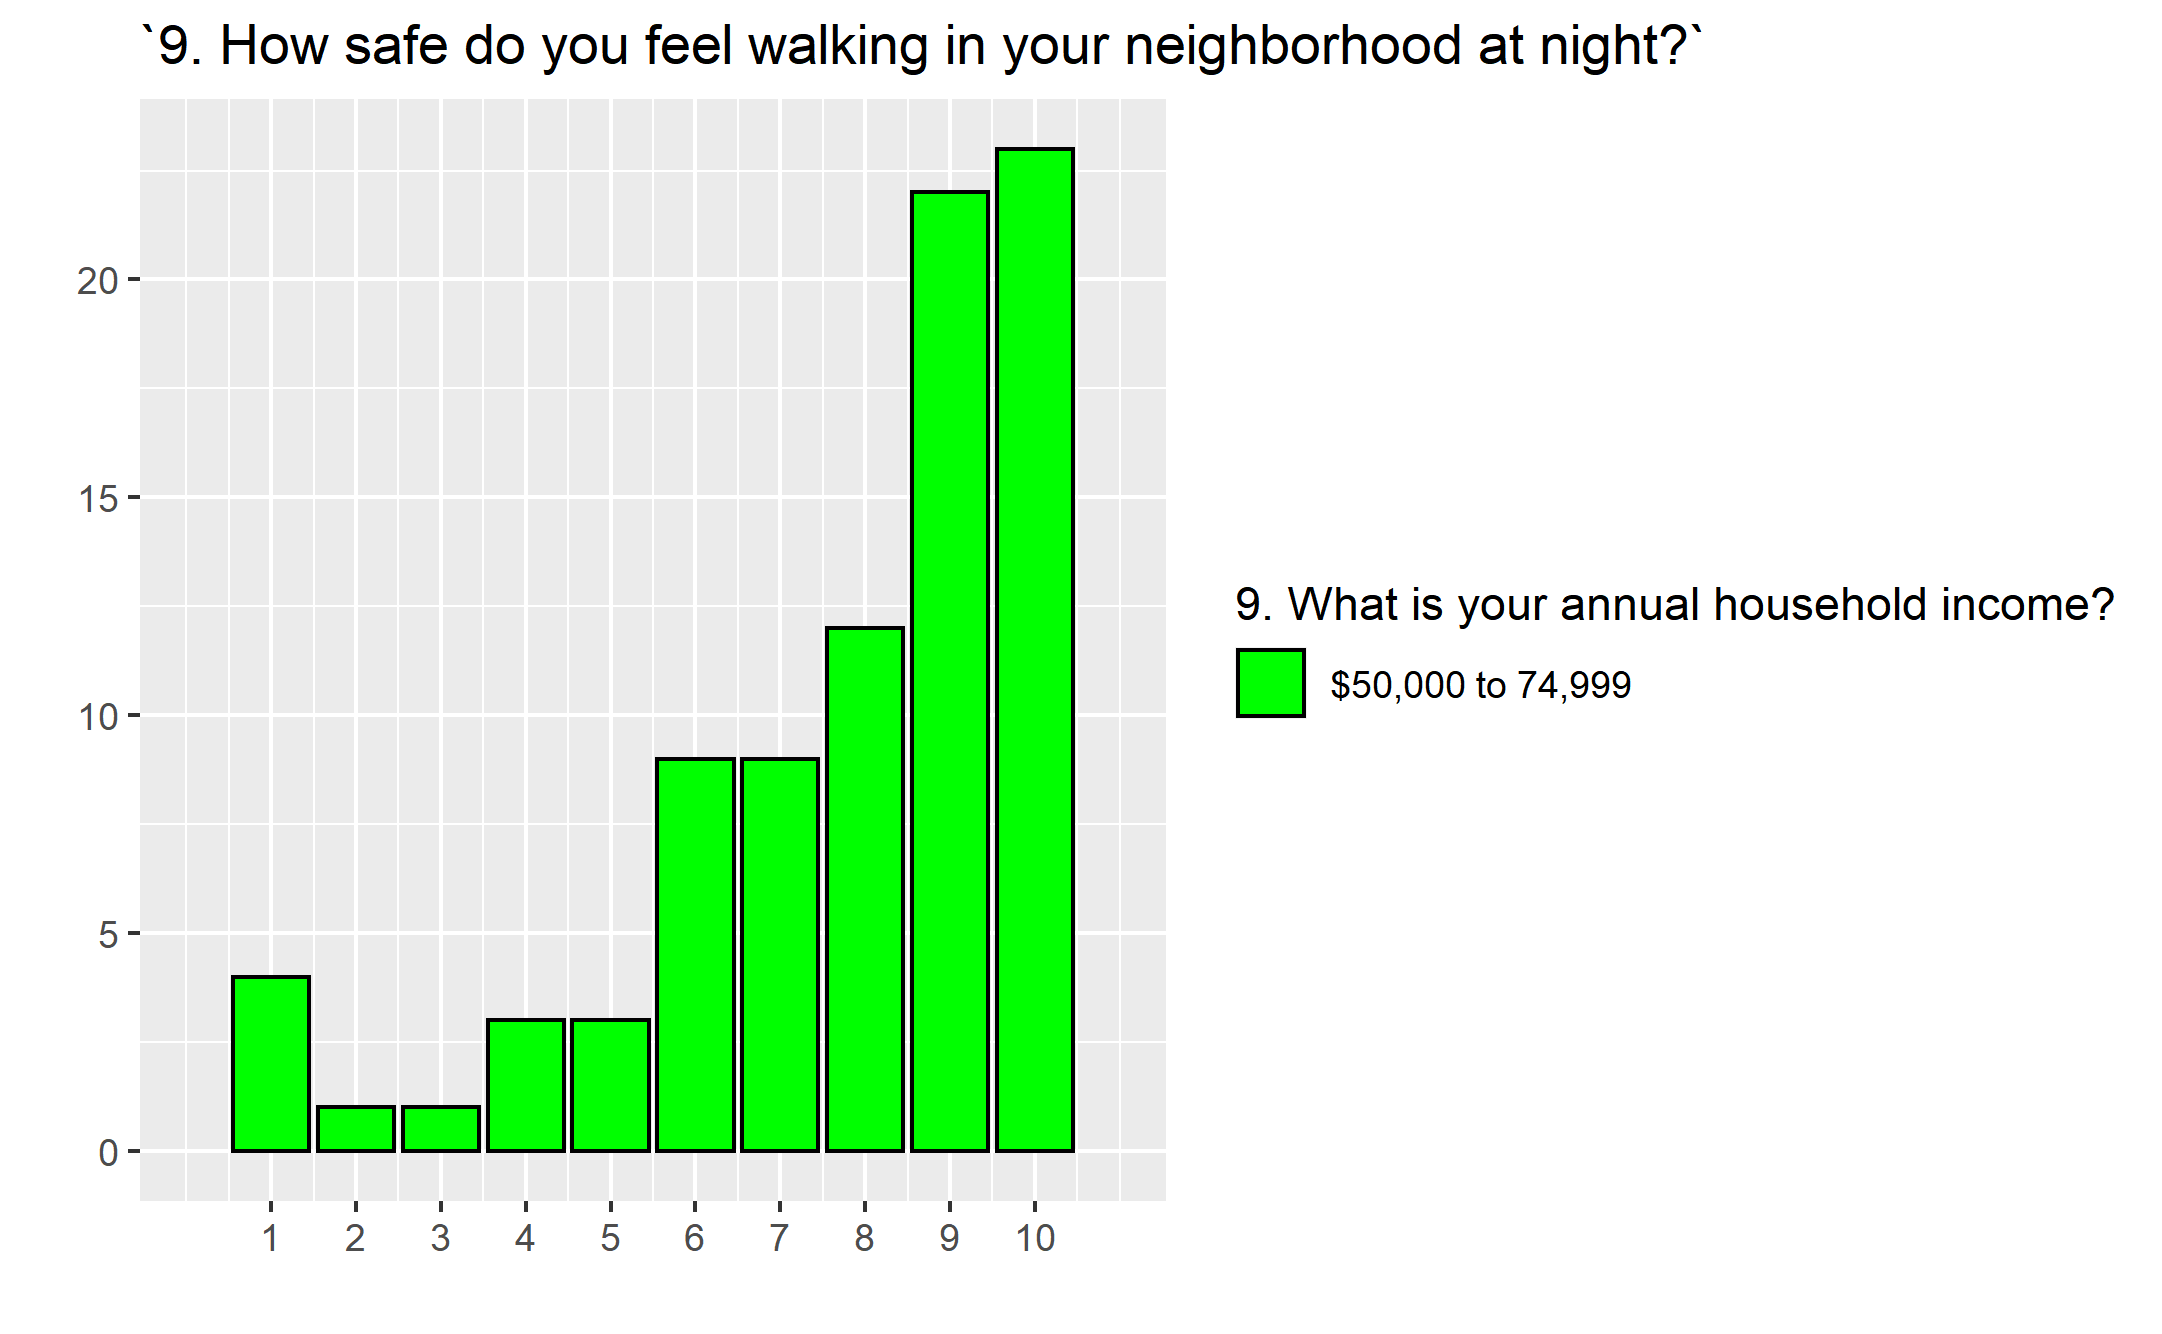 `9. How safe do you feel walking in your neighborhood at night?`
20
15
10
5
0
1 2 3 4 5 6 7 8 9 10
9. What is your annual household income?
$50,000 to 74,999